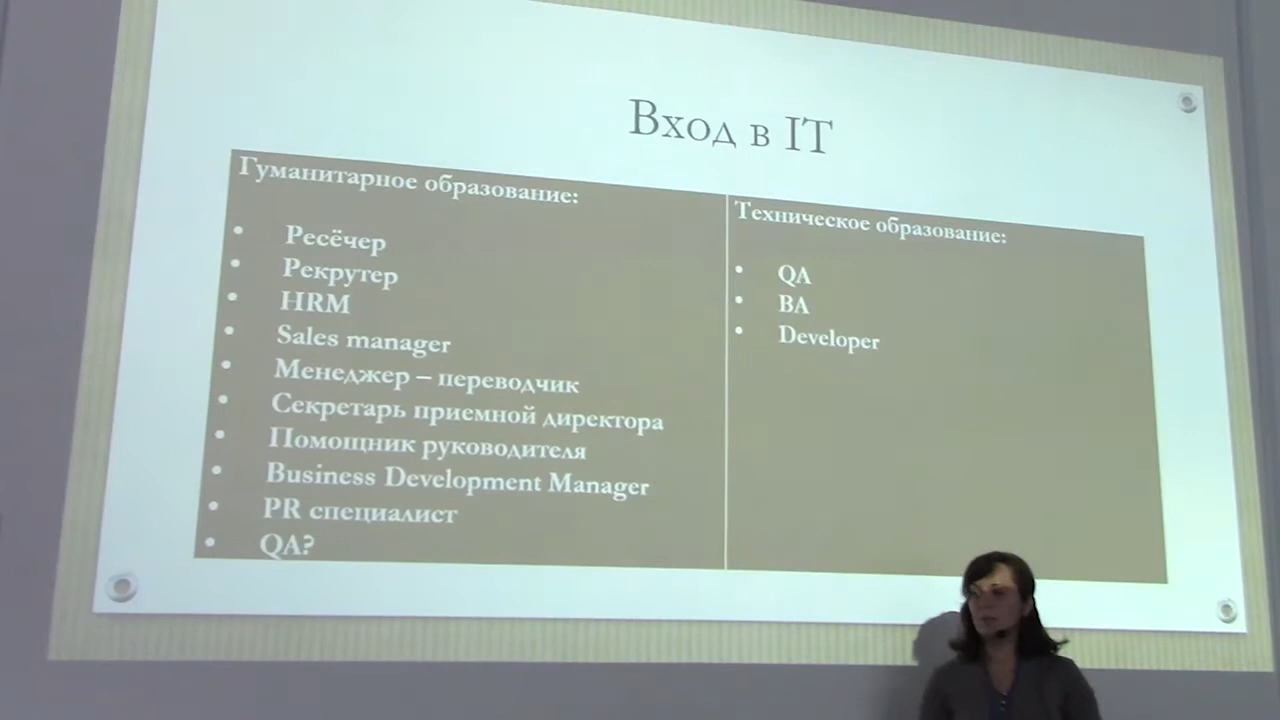 Вход в IT
Гуманитарное образование:
• Ресёчер
• Рекрутер
• HRM
• Sales manager
• Менеджер – переводчик
• Секретарь приемной директора
• Помощник руководителя
• Business Development Manager
• PR специалист
• QA?
Техническое образование:
• QA
• BA
• Developer